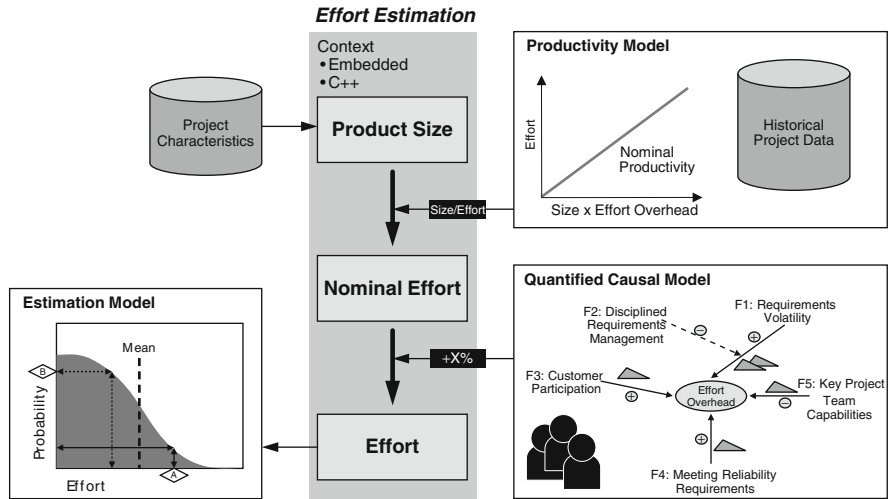 Effort Estimation
Context
• Embedded
• C++
Project
Characteristics
Product Size
Size/Effort
Nominal Effort
+X%
Effort
Productivity Model
Effort
Nominal
Productivity
Size x Effort Overhead
Historical
Project Data
Estimation Model
Mean
B
Probability
A
Effort
Quantified Causal Model
F1: Requirements
Volatility
F2: Disciplined
Requirements
Management
−
+
F3: Customer
Participation
+
Effort
Overhead
F5: Key Project
Team
Capabilities
−
+
F4: Meeting Reliability
Requirements